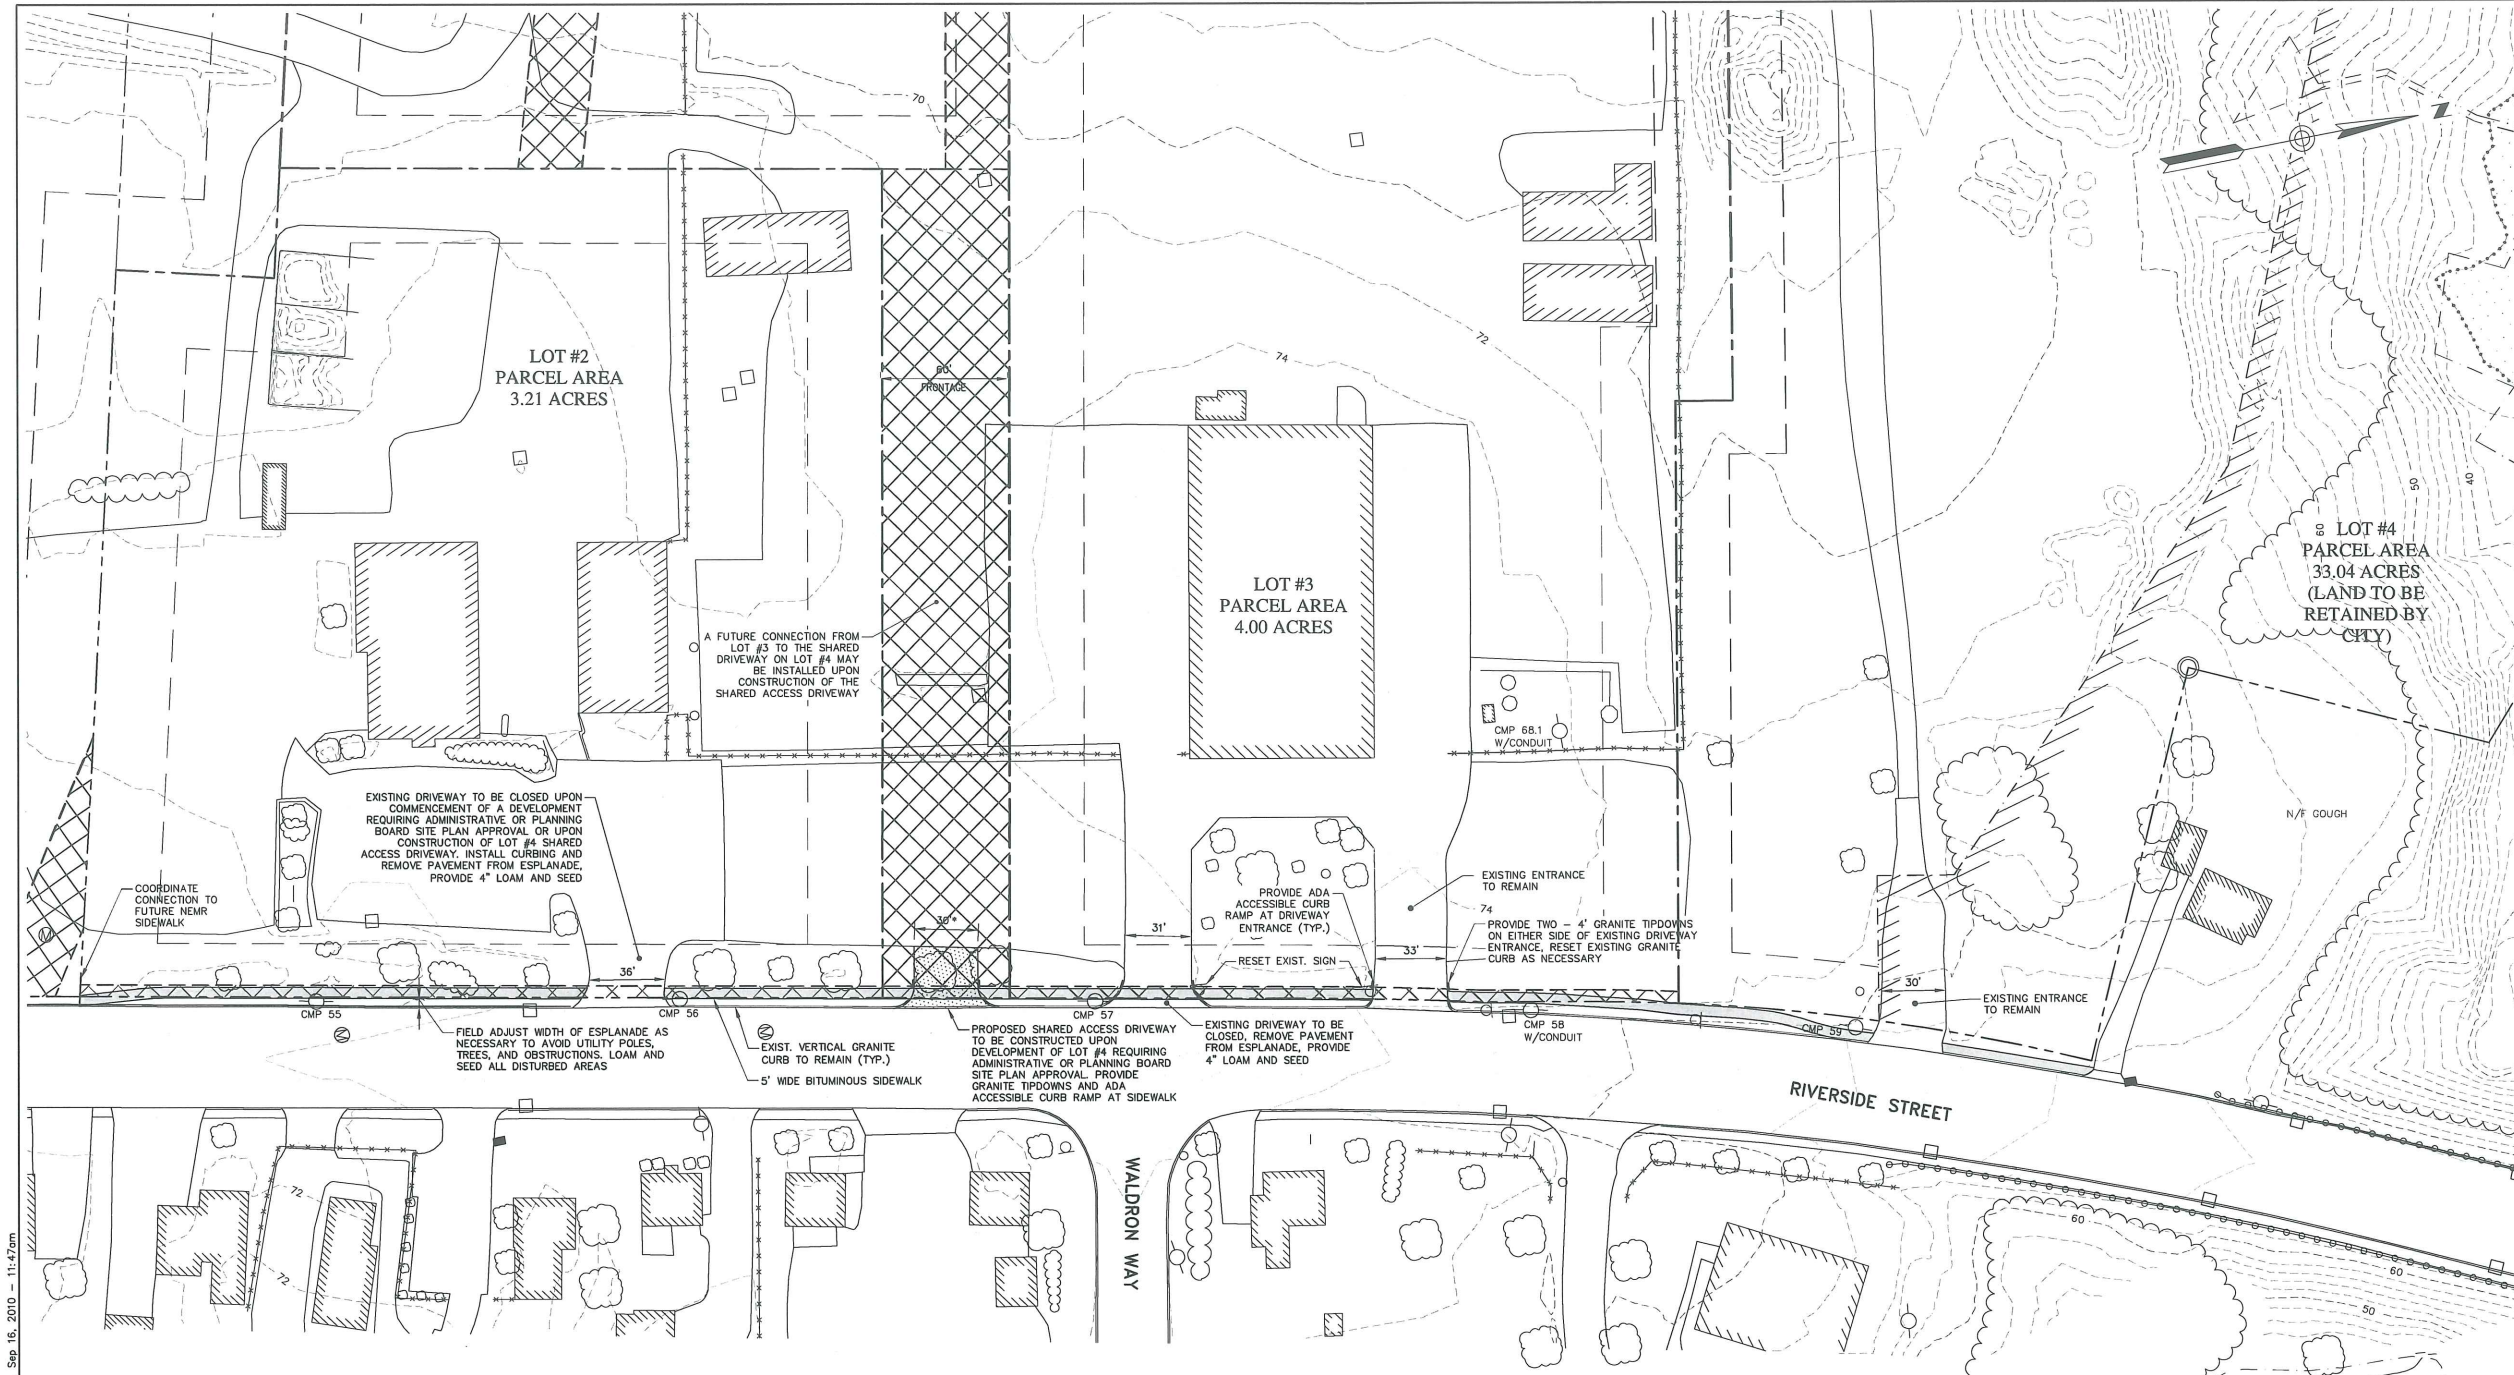 70
LOT #2
PARCEL AREA
3.21 ACRES
60'
FRONTAGE
74
72
LOT #3
PARCEL AREA
4.00 ACRES
50
40
60
LOT #4
PARCEL AREA
33.04 ACRES
(LAND TO BE
RETAINED BY
CITY)
A FUTURE CONNECTION FROM
LOT #3 TO THE SHARED
DRIVEWAY ON LOT #4 MAY
BE INSTALLED UPON
CONSTRUCTION OF THE
SHARED ACCESS DRIVEWAY
CMP 68.1
W/CONDUIT
N/F GOUGH
EXISTING DRIVEWAY TO BE CLOSED UPON
COMMENCEMENT OF A DEVELOPMENT
REQUIRING ADMINISTRATIVE OR PLANNING
BOARD SITE PLAN APPROVAL OR UPON
CONSTRUCTION OF LOT #4 SHARED
ACCESS DRIVEWAY. INSTALL CURBING AND
REMOVE PAVEMENT FROM ESPLANADE,
PROVIDE 4" LOAM AND SEED
COORDINATE
CONNECTION TO
FUTURE NEMR
SIDEWALK
M
PROVIDE ADA
ACCESSIBLE CURB
RAMP AT DRIVEWAY
ENTRANCE (TYP.)
EXISTING ENTRANCE
TO REMAIN
74
PROVIDE TWO - 4' GRANITE TIPDOWNS
ON EITHER SIDE OF EXISTING DRIVEWAY
ENTRANCE, RESET EXISTING GRANITE
CURB AS NECESSARY
30'*
31'
33'
RESET EXIST. SIGN
36'
30'
EXISTING ENTRANCE
TO REMAIN
CMP 55
CMP 56
CMP 57
CMP 58
W/CONDUIT
CMP 59
FIELD ADJUST WIDTH OF ESPLANADE AS
NECESSARY TO AVOID UTILITY POLES,
TREES, AND OBSTRUCTIONS. LOAM AND
SEED ALL DISTURBED AREAS
EXIST. VERTICAL GRANITE
CURB TO REMAIN (TYP.)
5' WIDE BITUMINOUS SIDEWALK
PROPOSED SHARED ACCESS DRIVEWAY
TO BE CONSTRUCTED UPON
DEVELOPMENT OF LOT #4 REQUIRING
ADMINISTRATIVE OR PLANNING BOARD
SITE PLAN APPROVAL. PROVIDE
GRANITE TIPDOWNS AND ADA
ACCESSIBLE CURB RAMP AT SIDEWALK
EXISTING DRIVEWAY TO BE
CLOSED, REMOVE PAVEMENT
FROM ESPLANADE, PROVIDE
4" LOAM AND SEED
RIVERSIDE STREET
WALDRON WAY
72
72
60
60
50
Sep 16, 2010 - 11:47am